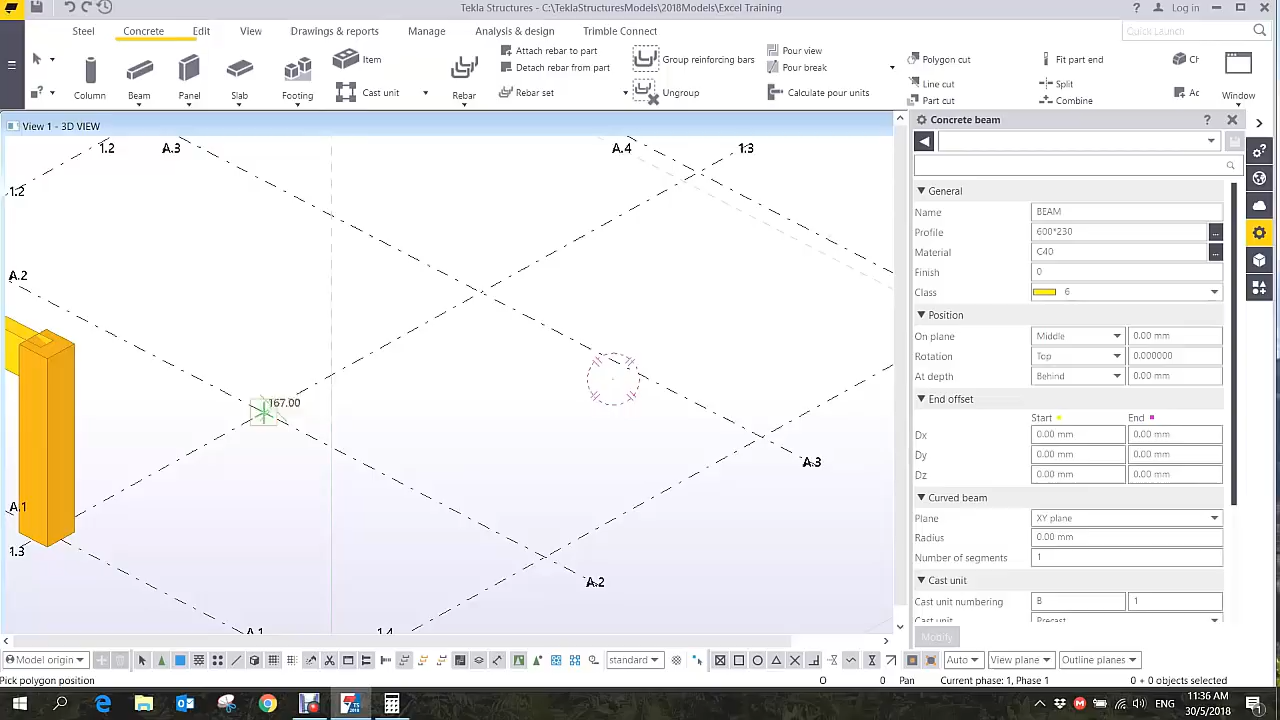 Tekla Structures - C:\TeklaStructuresModels\2018Models\Excel Training
Log in
Steel Concrete Edit View Drawings & reports Manage Analysis & design Trimble Connect
Quick Launch
Column Beam Panel Slab Footing
Item
Cast unit
Rebar
Attach rebar to part
Detach rebar from part
Rebar set
Group reinforcing bars
Ungroup
Pour view
Pour break
Calculate pour units
Polygon cut
Line cut
Part cut
Fit part end
Split
Combine
Window
View 1 - 3D VIEW
1.2 A.3 A.4 1.3
1.2
A.2
167.00
A.3
A.1
1.3
A.2
A.1 1.4
Concrete beam
General
Name BEAM
Profile 600*230
Material C40
Finish 0
Class 6
Position
On plane Middle 0.00 mm
Rotation Top 0.000000
At depth Behind 0.00 mm
End offset
Start End
Dx 0.00 mm 0.00 mm
Dy 0.00 mm 0.00 mm
Dz 0.00 mm 0.00 mm
Curved beam
Plane XY plane
Radius 0.00 mm
Number of segments 1
Cast unit
Cast unit numbering B 1
Cast unit Precast
Modify
Model origin standard Auto View plane Outline planes
Pick polygon position O 0 Pan Current phase: 1, Phase 1 0 + 0 objects selected
ENG
11:36 AM
30/5/2018